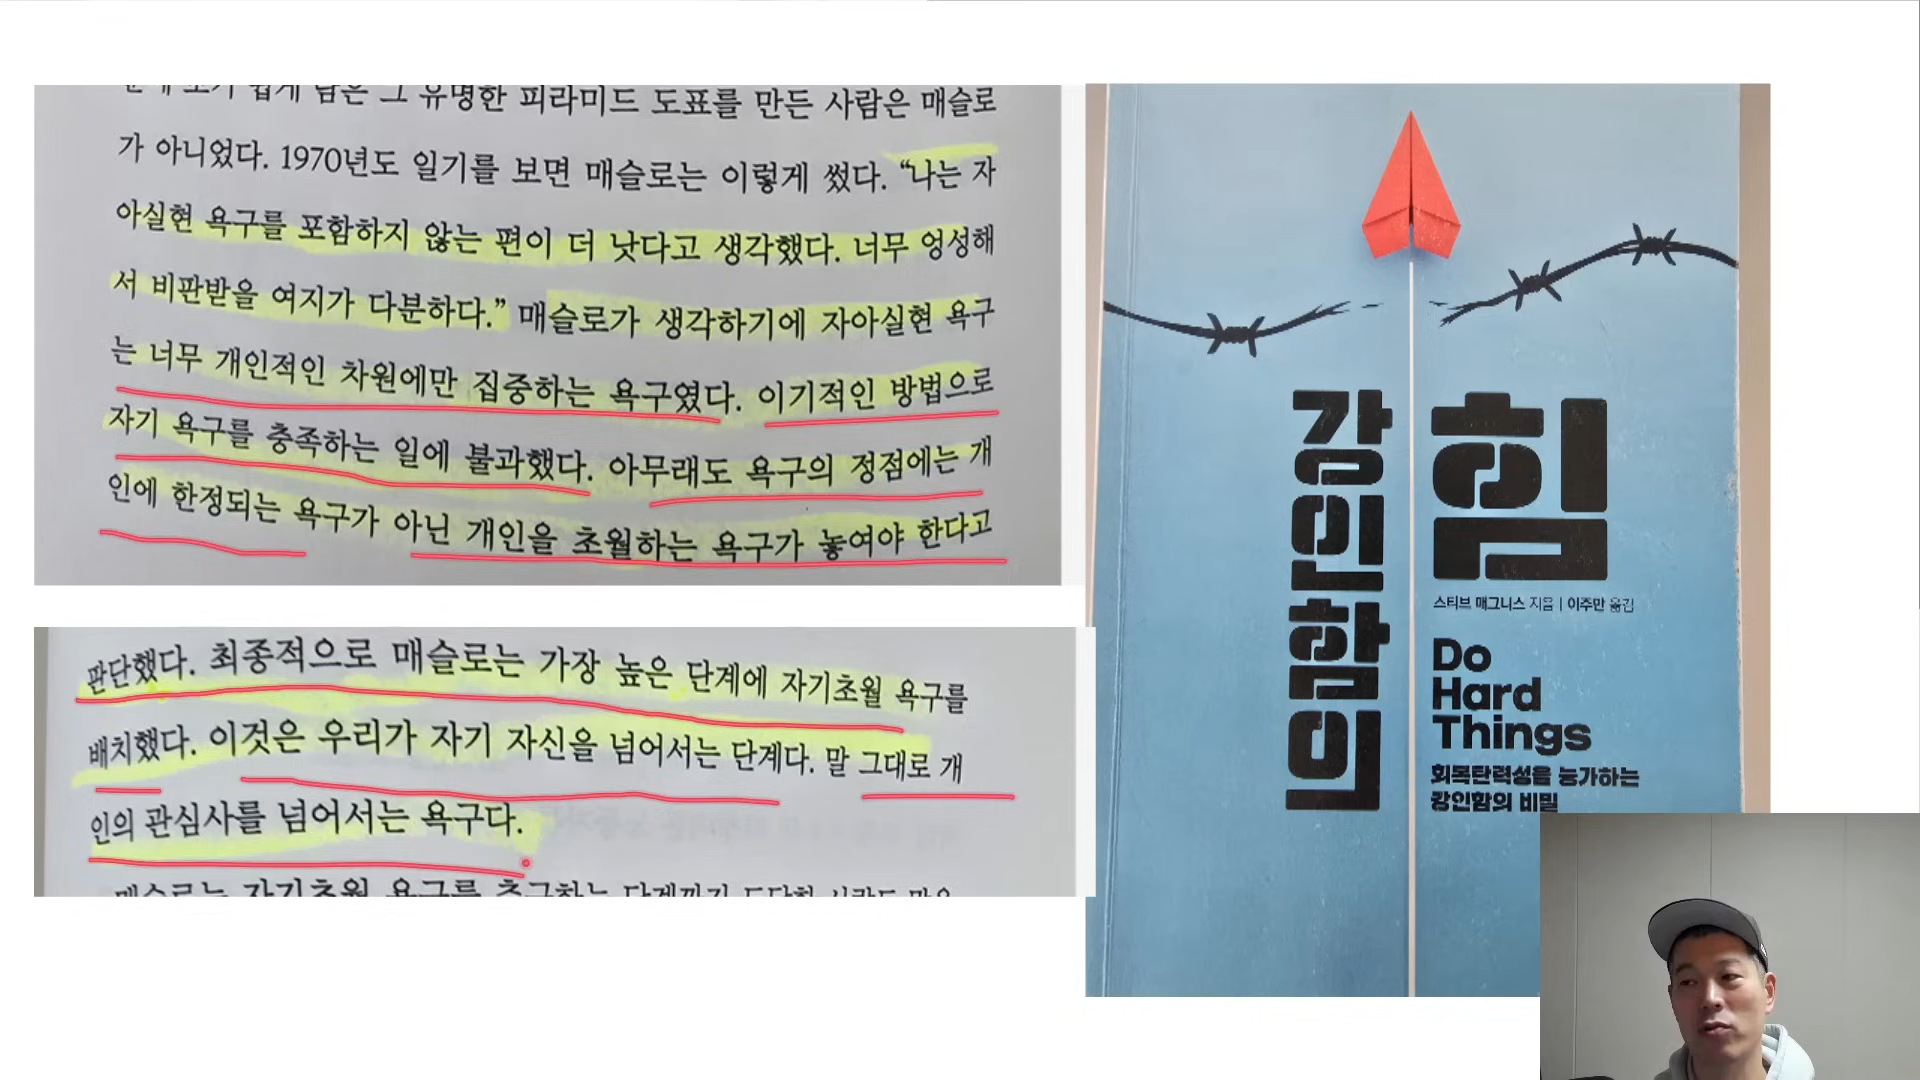 그 유명한 피라미드 도표를 만든 사람은 매슬로
가 아니었다. 1970년도 일기를 보면 매슬로는 이렇게 썼다. “나는 자
아실현 욕구를 포함하지 않는 편이 더 낫다고 생각했다. 너무 엉성해
서 비판받을 여지가 다분하다.” 매슬로가 생각하기에 자아실현 욕구
는 너무 개인적인 차원에만 집중하는 욕구였다. 이기적인 방법으로
자기 욕구를 충족하는 일에 불과했다. 아무래도 욕구의 정점에는 개
인에 한정되는 욕구가 아닌 개인을 초월하는 욕구가 놓여야 한다고
판단했다. 최종적으로 매슬로는 가장 높은 단계에 자기초월 욕구를
배치했다. 이것은 우리가 자기 자신을 넘어서는 단계다. 말 그대로 개
인의 관심사를 넘어서는 욕구다.
매슬로는 자기초월 욕구를
강인함의
힘
스티브 매그니스 지음 | 이주만 옮김
Do
Hard
Things
회복탄력성을 능가하는
강인함의 비밀